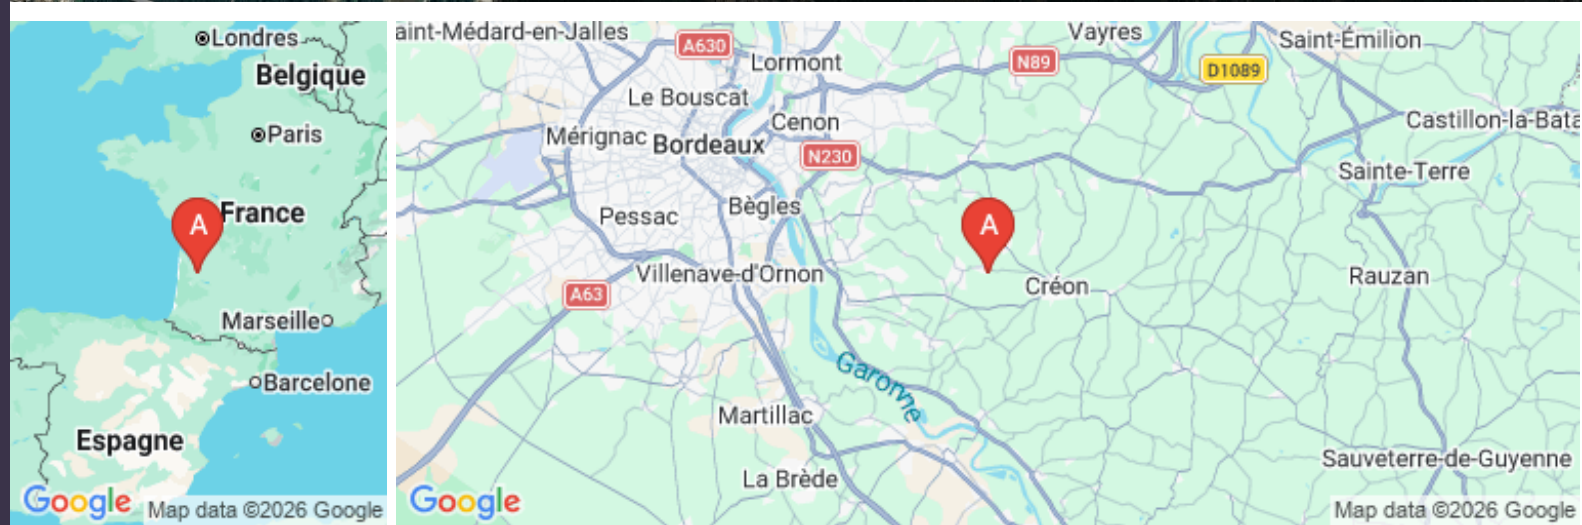 Londres
Belgique
Paris
France
A
Marseille
Barcelone
Espagne
Google
Map data ©2026 Google
aint-Médard-en-Jalles
A630
Lormont
Vayres
Saint-Émilion
N89
D1089
Le Bouscat
Cenon
Castillon-la-Bata
Mérignac
Bordeaux
N230
Sainte-Terre
Pessac
Bègles
A
Villenave-d'Ornon
Créon
Rauzan
A63
Garonne
Martillac
La Brède
Sauveterre-de-Guyenne
Google
Map data ©2026 Google